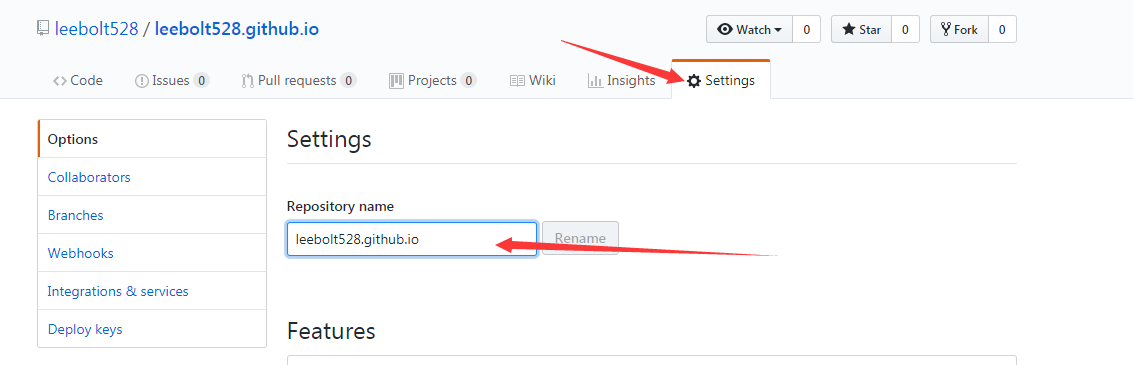 leebolt528 / leebolt528.github.io
Watch 0 Star 0 Fork 0
Code Issues 0 Pull requests 0 Projects 0 Wiki Insights Settings
Options
Collaborators
Branches
Webhooks
Integrations & services
Deploy keys
Settings
Repository name
leebolt528.github.io Rename
Features